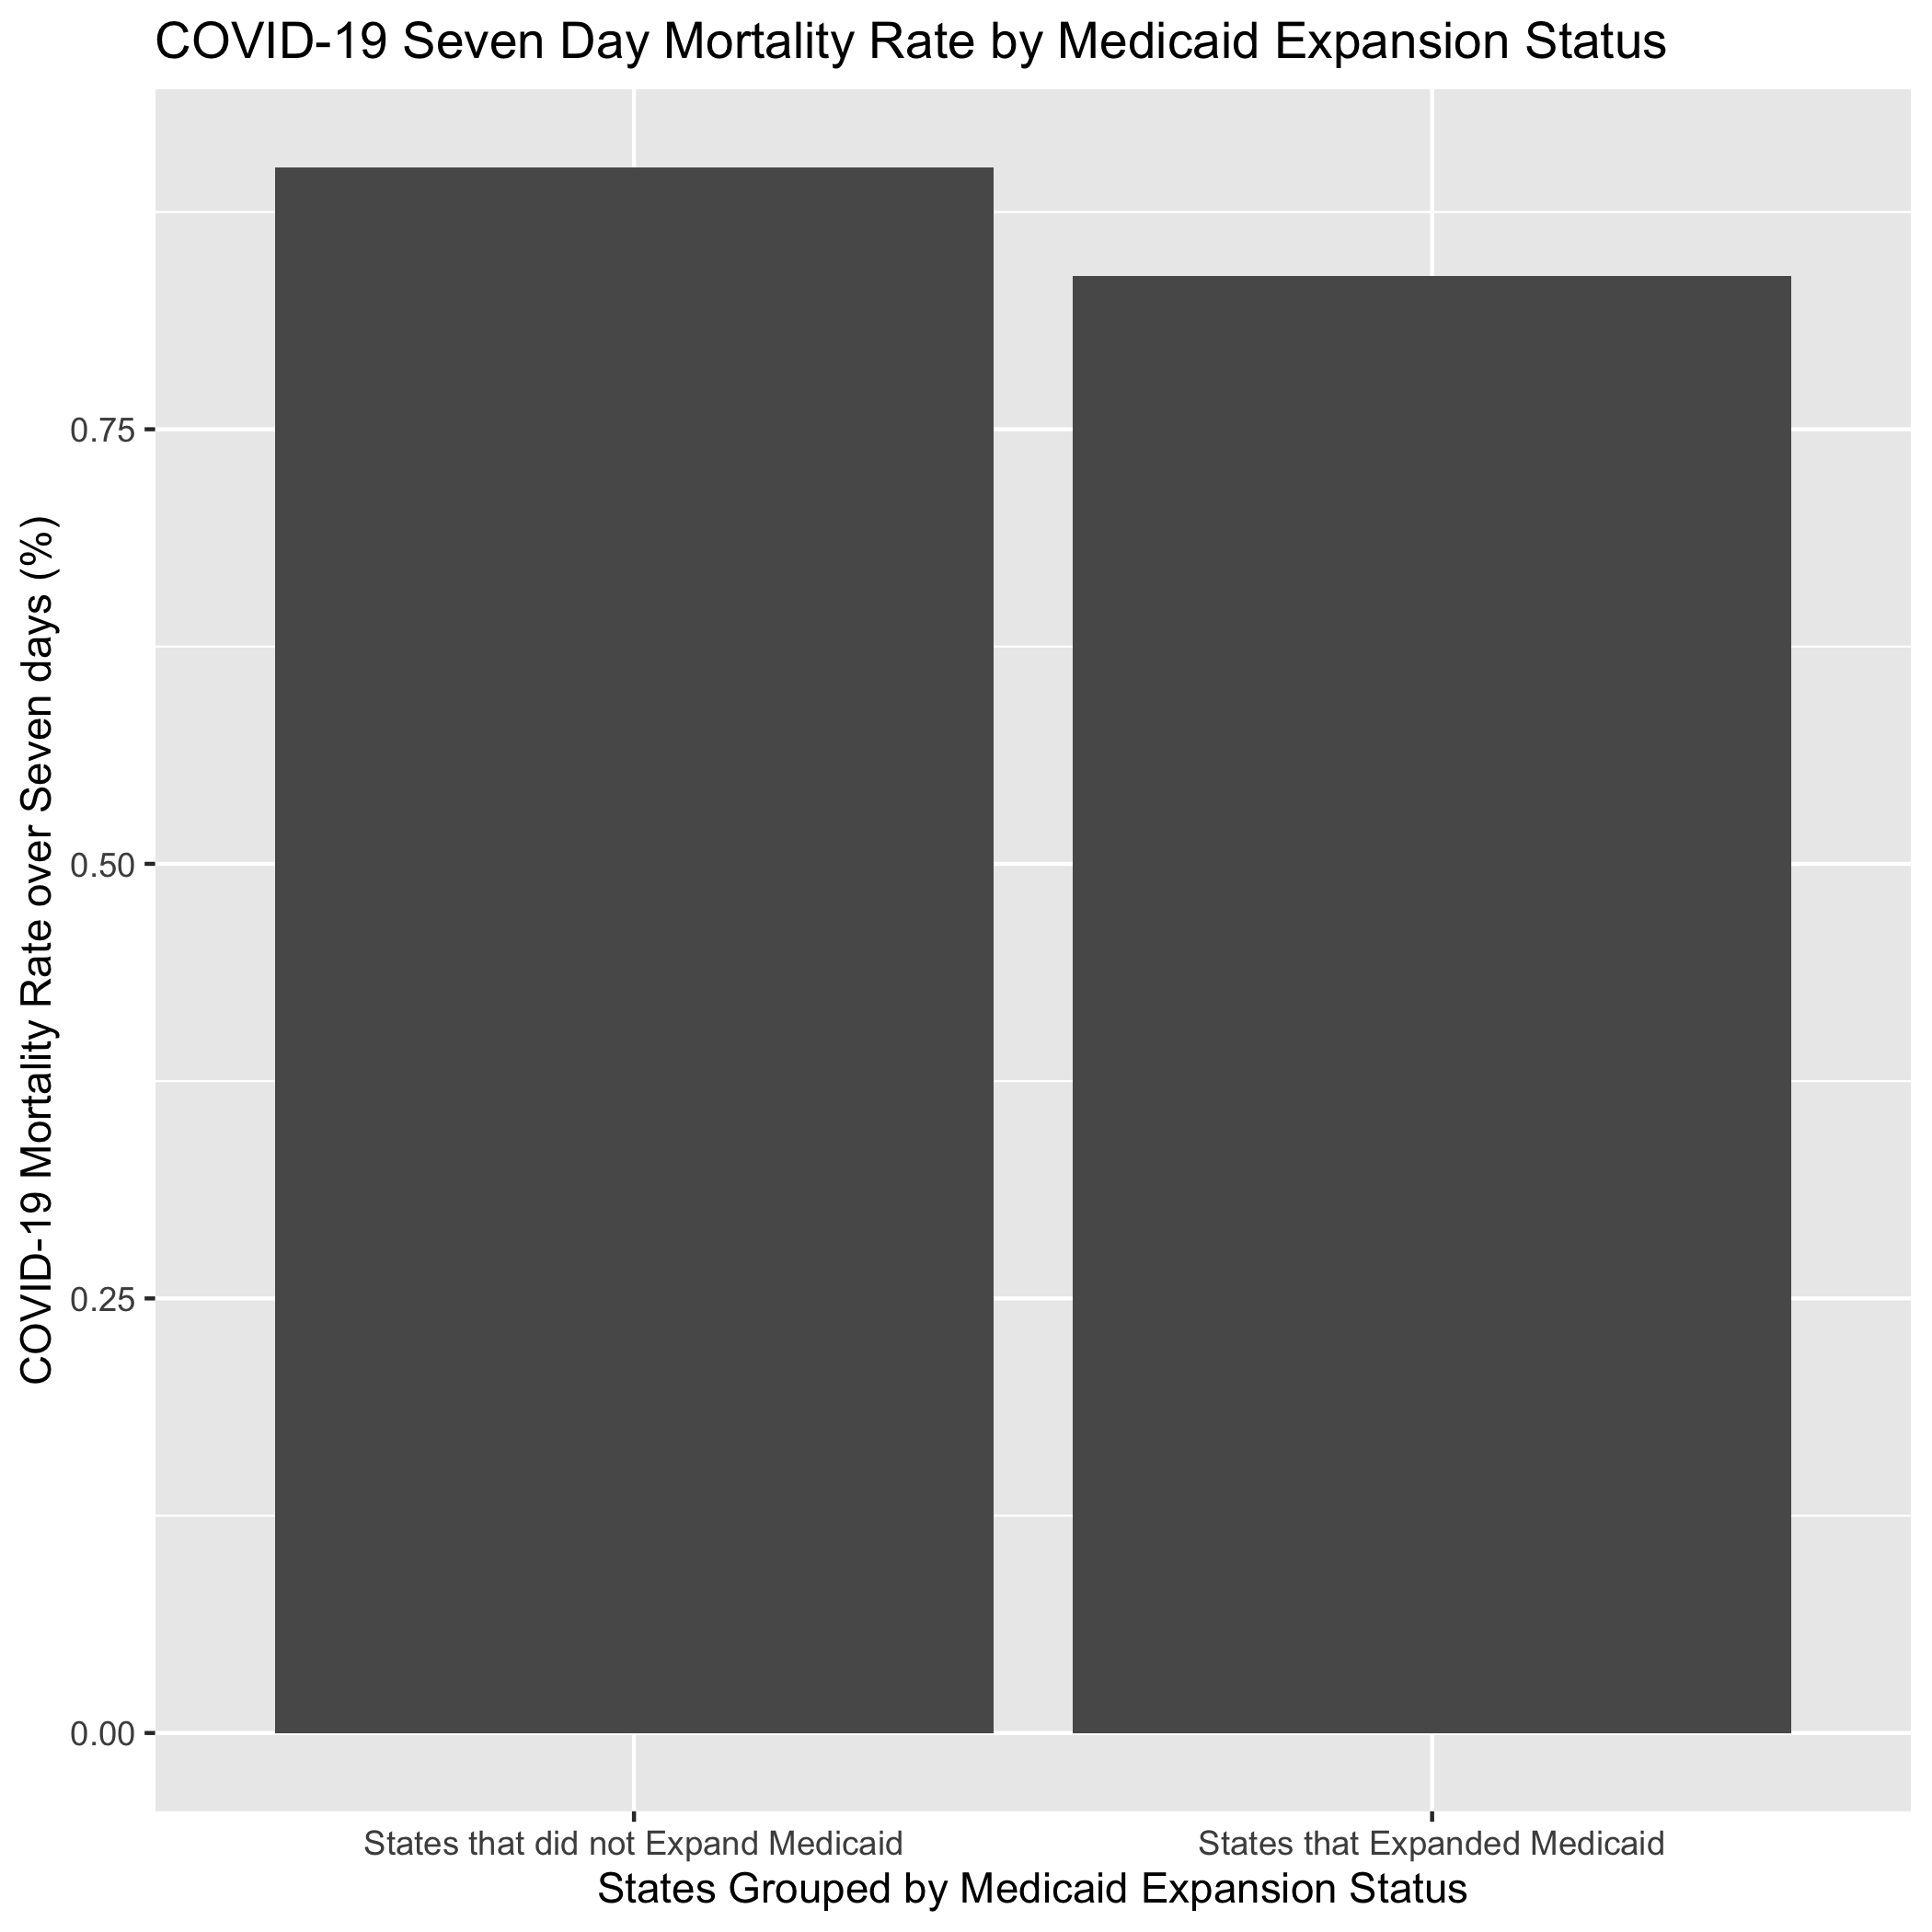 COVID-19 Seven Day Mortality Rate by Medicaid Expansion Status
COVID-19 Mortality Rate over Seven days (%)
0.75
0.50
0.25
0.00
States that did not Expand Medicaid
States that Expanded Medicaid
States Grouped by Medicaid Expansion Status